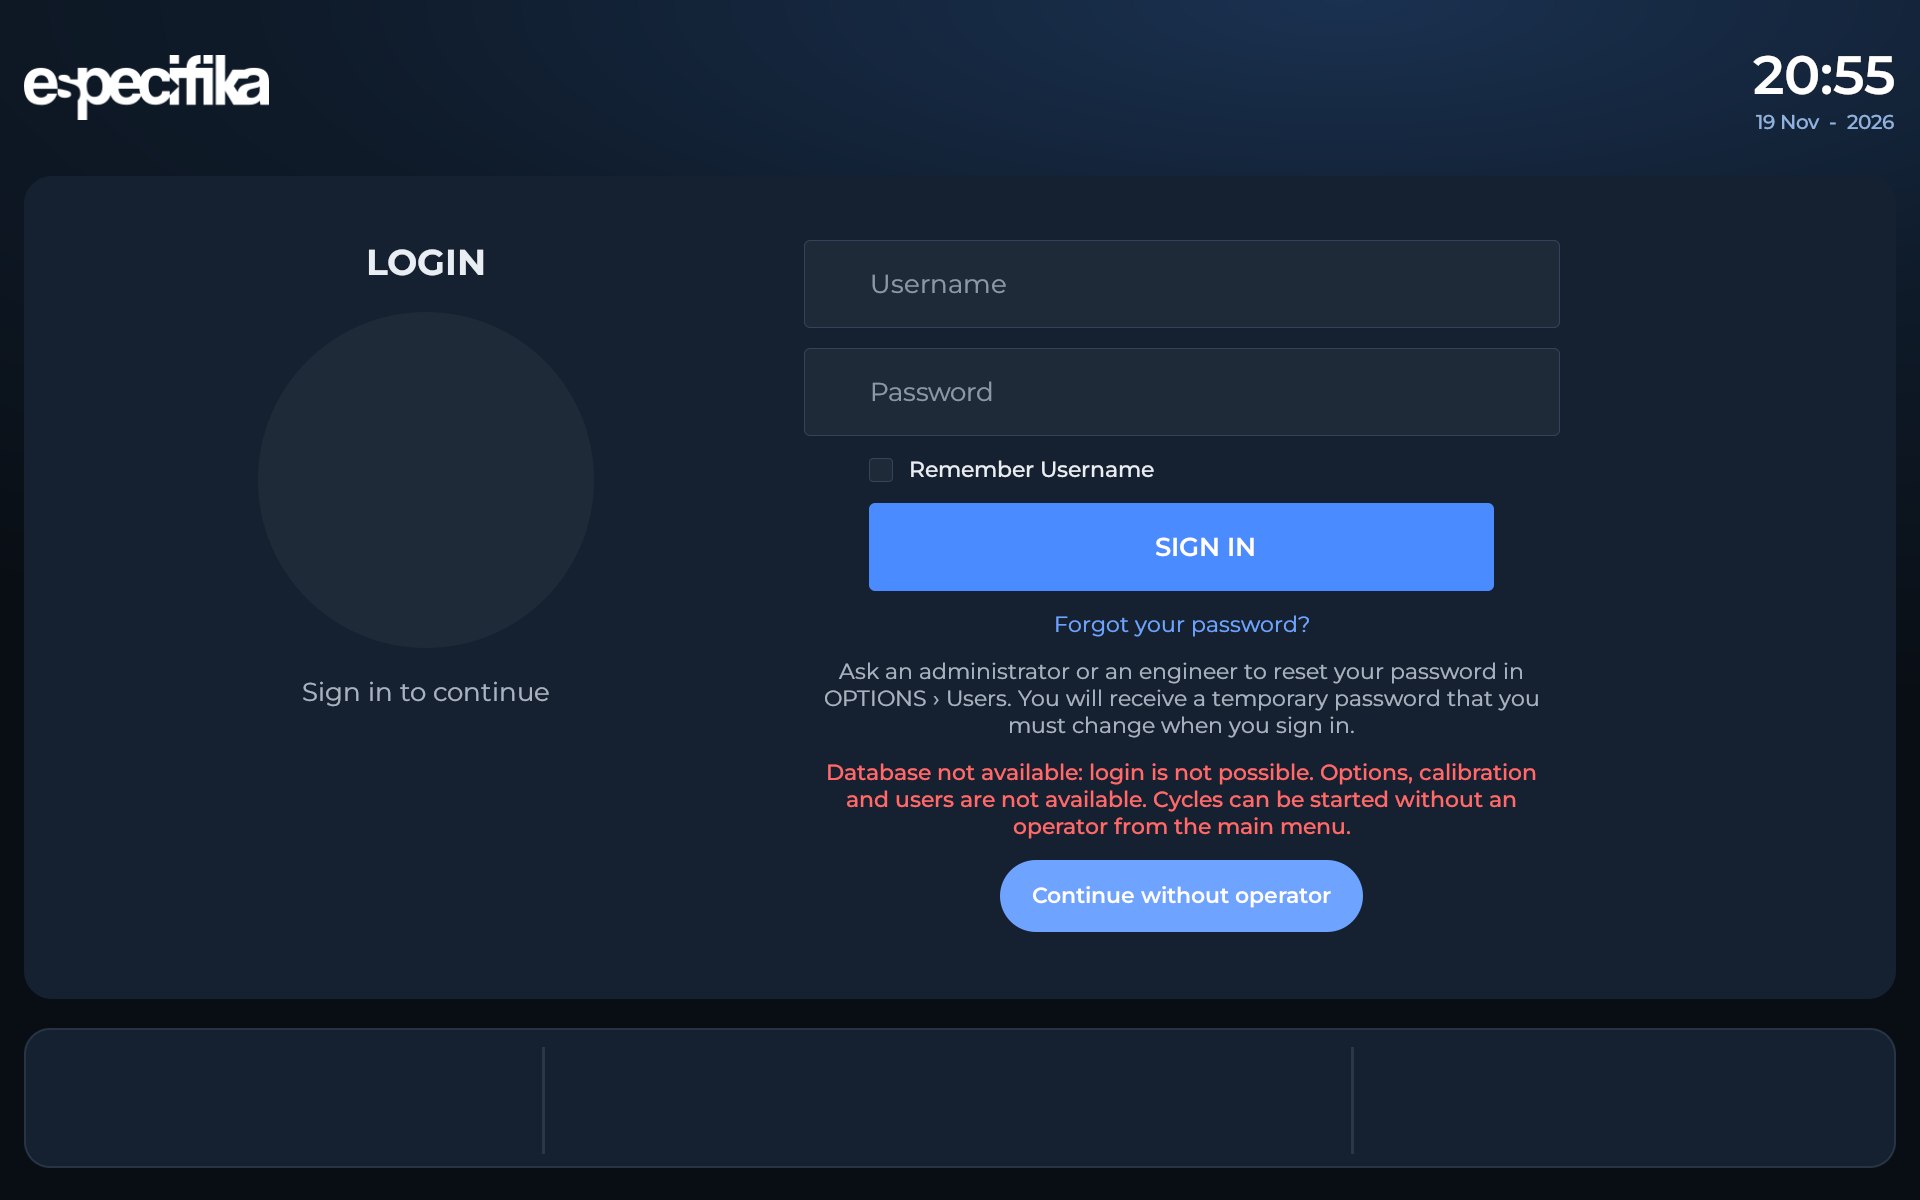 especifika
20:55
19 Nov - 2026
LOGIN
Sign in to continue
Username
Password
Remember Username
SIGN IN
Forgot your password?
Ask an administrator or an engineer to reset your password in
OPTIONS › Users. You will receive a temporary password that you
must change when you sign in.
Database not available: login is not possible. Options, calibration
and users are not available. Cycles can be started without an
operator from the main menu.
Continue without operator